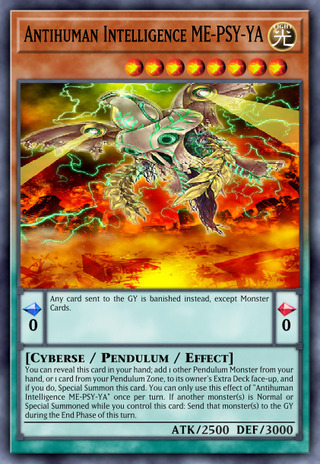 Antihuman Intelligence ME-PSY-YA
LIGHT
光
Any card sent to the GY is banished instead, except Monster
Cards.
0
0
[Cyberse / Pendulum / Effect]
You can reveal this card in your hand; add 1 other Pendulum Monster from your
hand, or 1 card from your Pendulum Zone, to its owner's Extra Deck face-up, and
if you do, Special Summon this card. You can only use this effect of "Antihuman
Intelligence ME-PSY-YA" once per turn. If another monster(s) is Normal or
Special Summoned while you control this card: Send that monster(s) to the GY
during the End Phase of this turn.
ATK/2500 DEF/3000